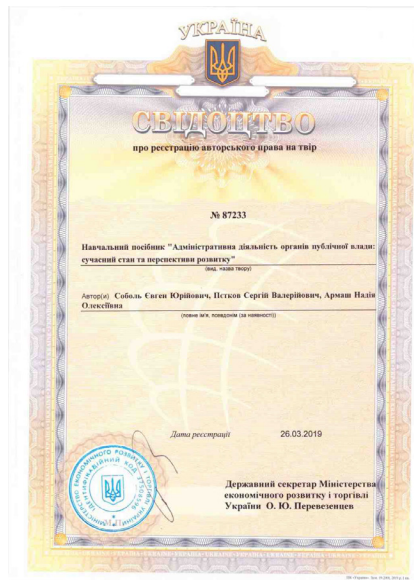 УКРАЇНА
СВІДОЦТВО
про реєстрацію авторського права на твір
№ 87233
Навчальний посібник "Адміністративна діяльність органів публічної влади:
сучасний стан та перспективи розвитку"
(вид, назва твору)
Автор(и) Соболь Євген Юрійович, Пєтков Сергій Валерійович, Армаш Надія
Олексіївна
(повне ім'я, псевдонім (за наявності))
Дата реєстрації 26.03.2019
Державний секретар Міністерства
економічного розвитку і торгівлі
України О. Ю. Перевезенцев